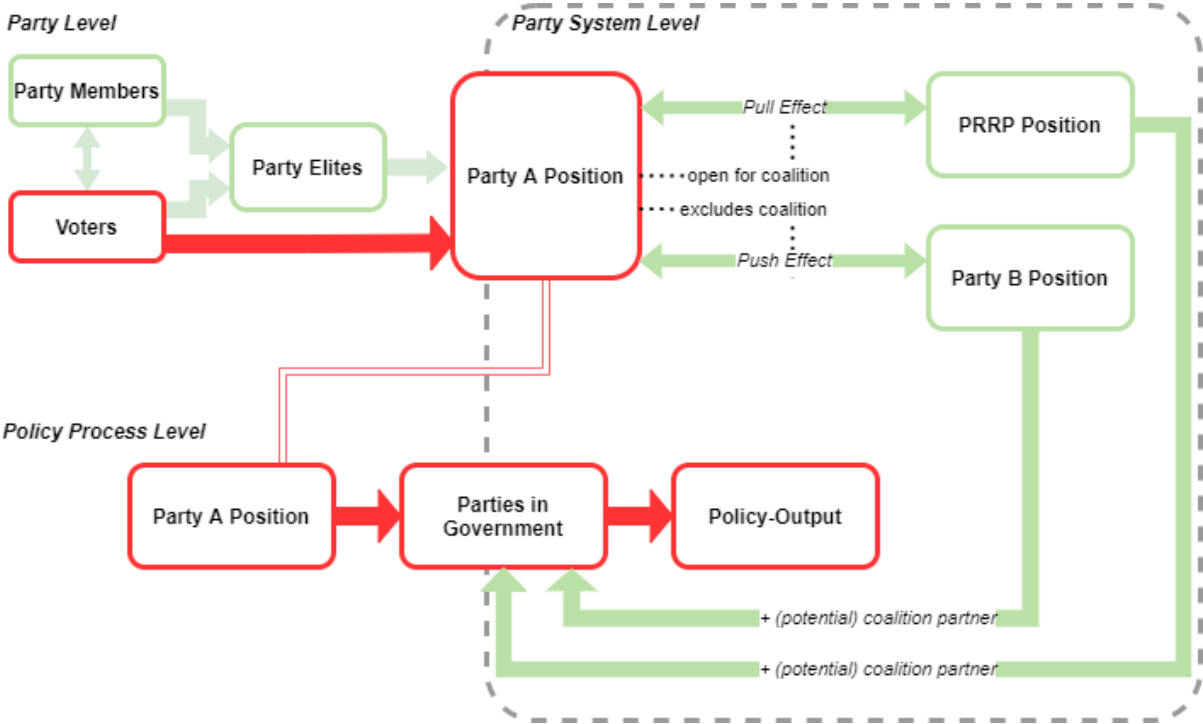 Party Level
Party System Level
Party Members
Voters
Party Elites
Party A Position
Pull Effect
open for coalition
excludes coalition
Push Effect
PRRP Position
Party B Position
Policy Process Level
Party A Position
Parties in
Government
Policy-Output
+ (potential) coalition partner
+ (potential) coalition partner